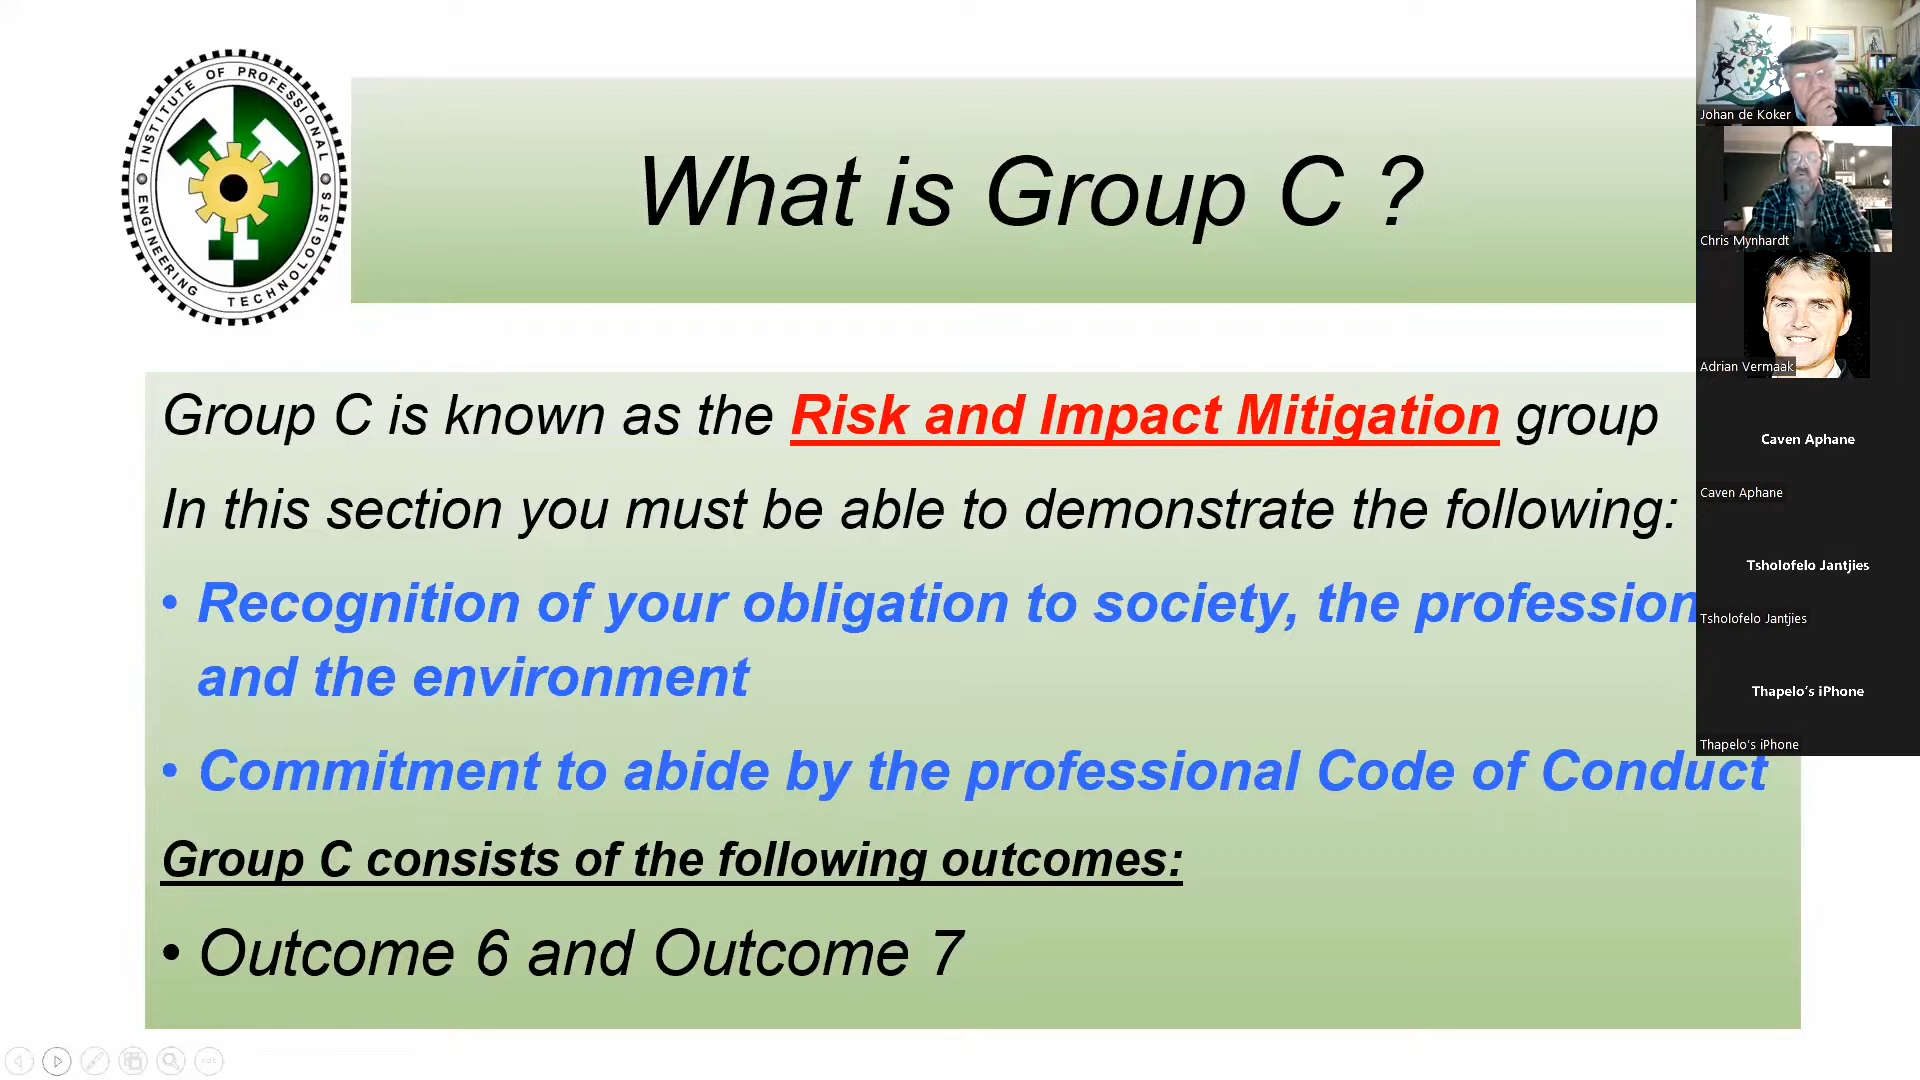 INSTITUTE OF PROFESSIONAL
ENGINEERING TECHNOLOGISTS
What is Group C ?
Group C is known as the Risk and Impact Mitigation group
In this section you must be able to demonstrate the following:
• Recognition of your obligation to society, the profession
and the environment
• Commitment to abide by the professional Code of Conduct
Group C consists of the following outcomes:
• Outcome 6 and Outcome 7
Johan de Koker
Chris Mynhardt
Adrian Vermaak
Caven Aphane
Caven Aphane
Tsholofelo Jantjies
Tsholofelo Jantjies
Thapelo's iPhone
Thapelo's iPhone